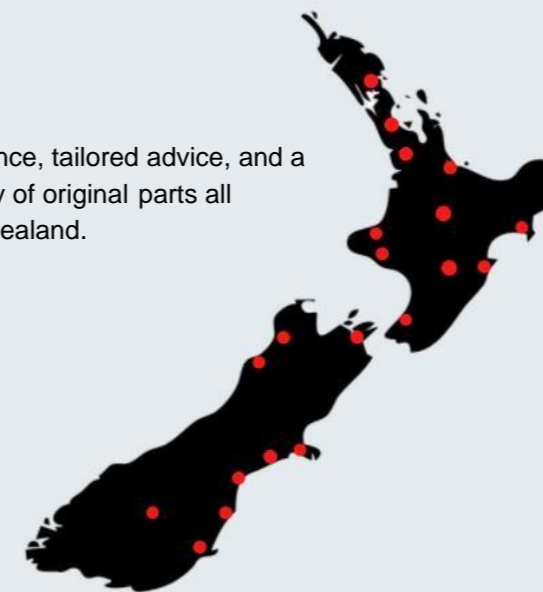 nce, tailored advice, and a
y of original parts all
ealand.